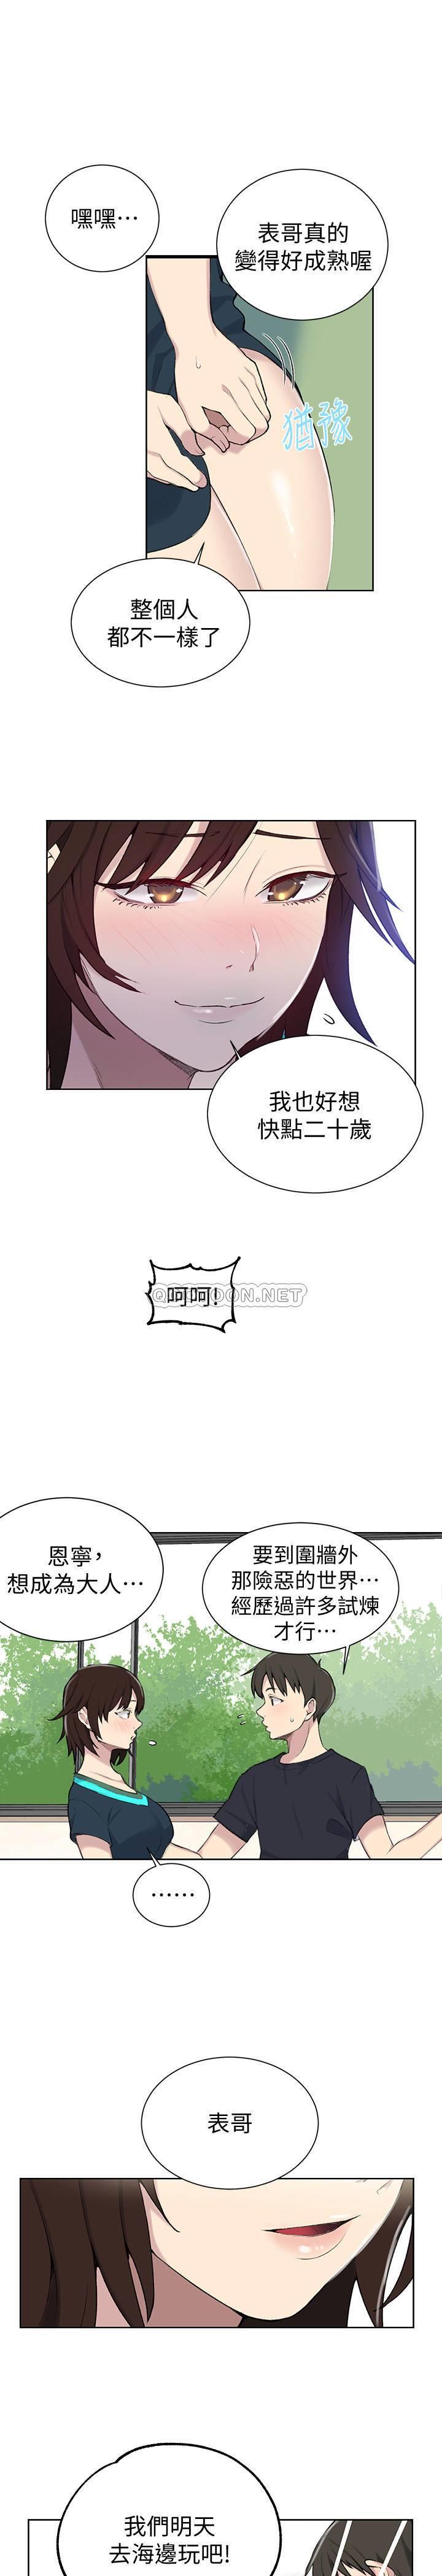 嘿嘿…
表哥真的
變得好成熟喔
猶豫
整個人
都不一樣了
我也好想
快點二十歲
呵呵!
恩寧,
想成為大人…
要到圍牆外
那險惡的世界…
經歷過許多試煉
才行…
……
表哥
我們明天
去海邊玩吧!